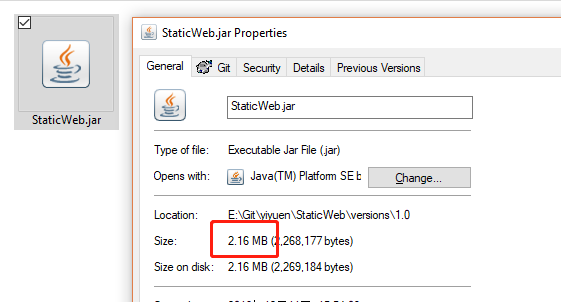 StaticWeb.jar
StaticWeb.jar Properties
General Git Security Details Previous Versions
StaticWeb.jar
Type of file: Executable Jar File (.jar)
Opens with: Java(TM) Platform SE b Change...
Location: E:\Git\yiyuen\StaticWeb\versions\1.0
Size: 2.16 MB (2,268,177 bytes)
Size on disk: 2.16 MB (2,269,184 bytes)